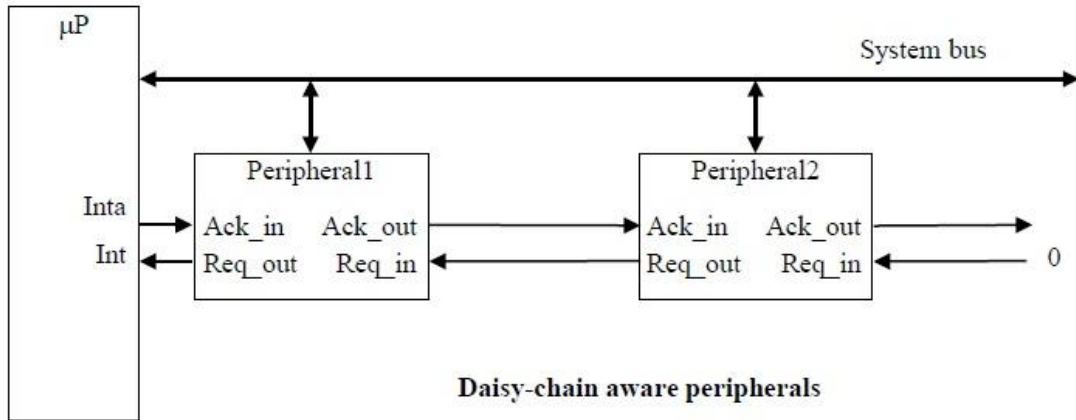 μP
System bus
Peripheral1 Peripheral2
Inta Ack_in Ack_out Ack_in Ack_out
Int Req_out Req_in Req_out Req_in 0
Daisy-chain aware peripherals